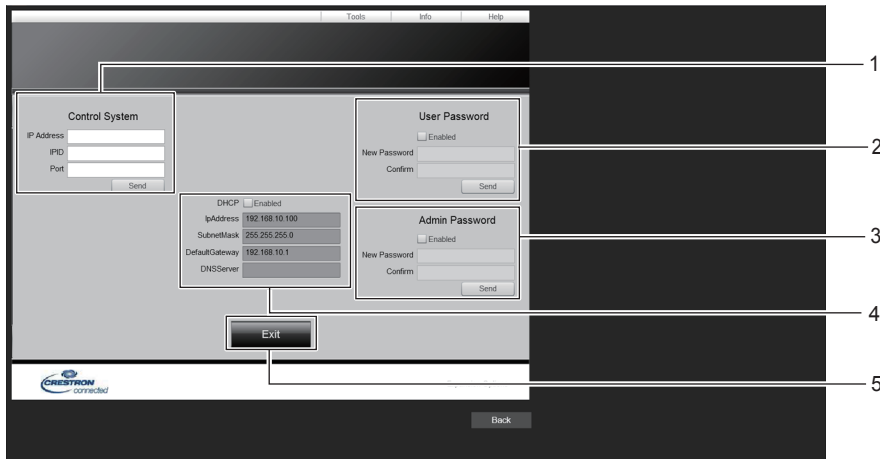 Tools Info Help
1
Control System
IP Address
IPID
Port
Send
User Password
Enabled
New Password
Confirm
Send
2
DHCP Enabled
IpAddress 192.168.10.100
SubnetMask 255.255.255.0
DefaultGateway 192.168.10.1
DNSServer
Admin Password
Enabled
New Password
Confirm
Send
3
4
Exit
5
CRESTRON
connected
Back